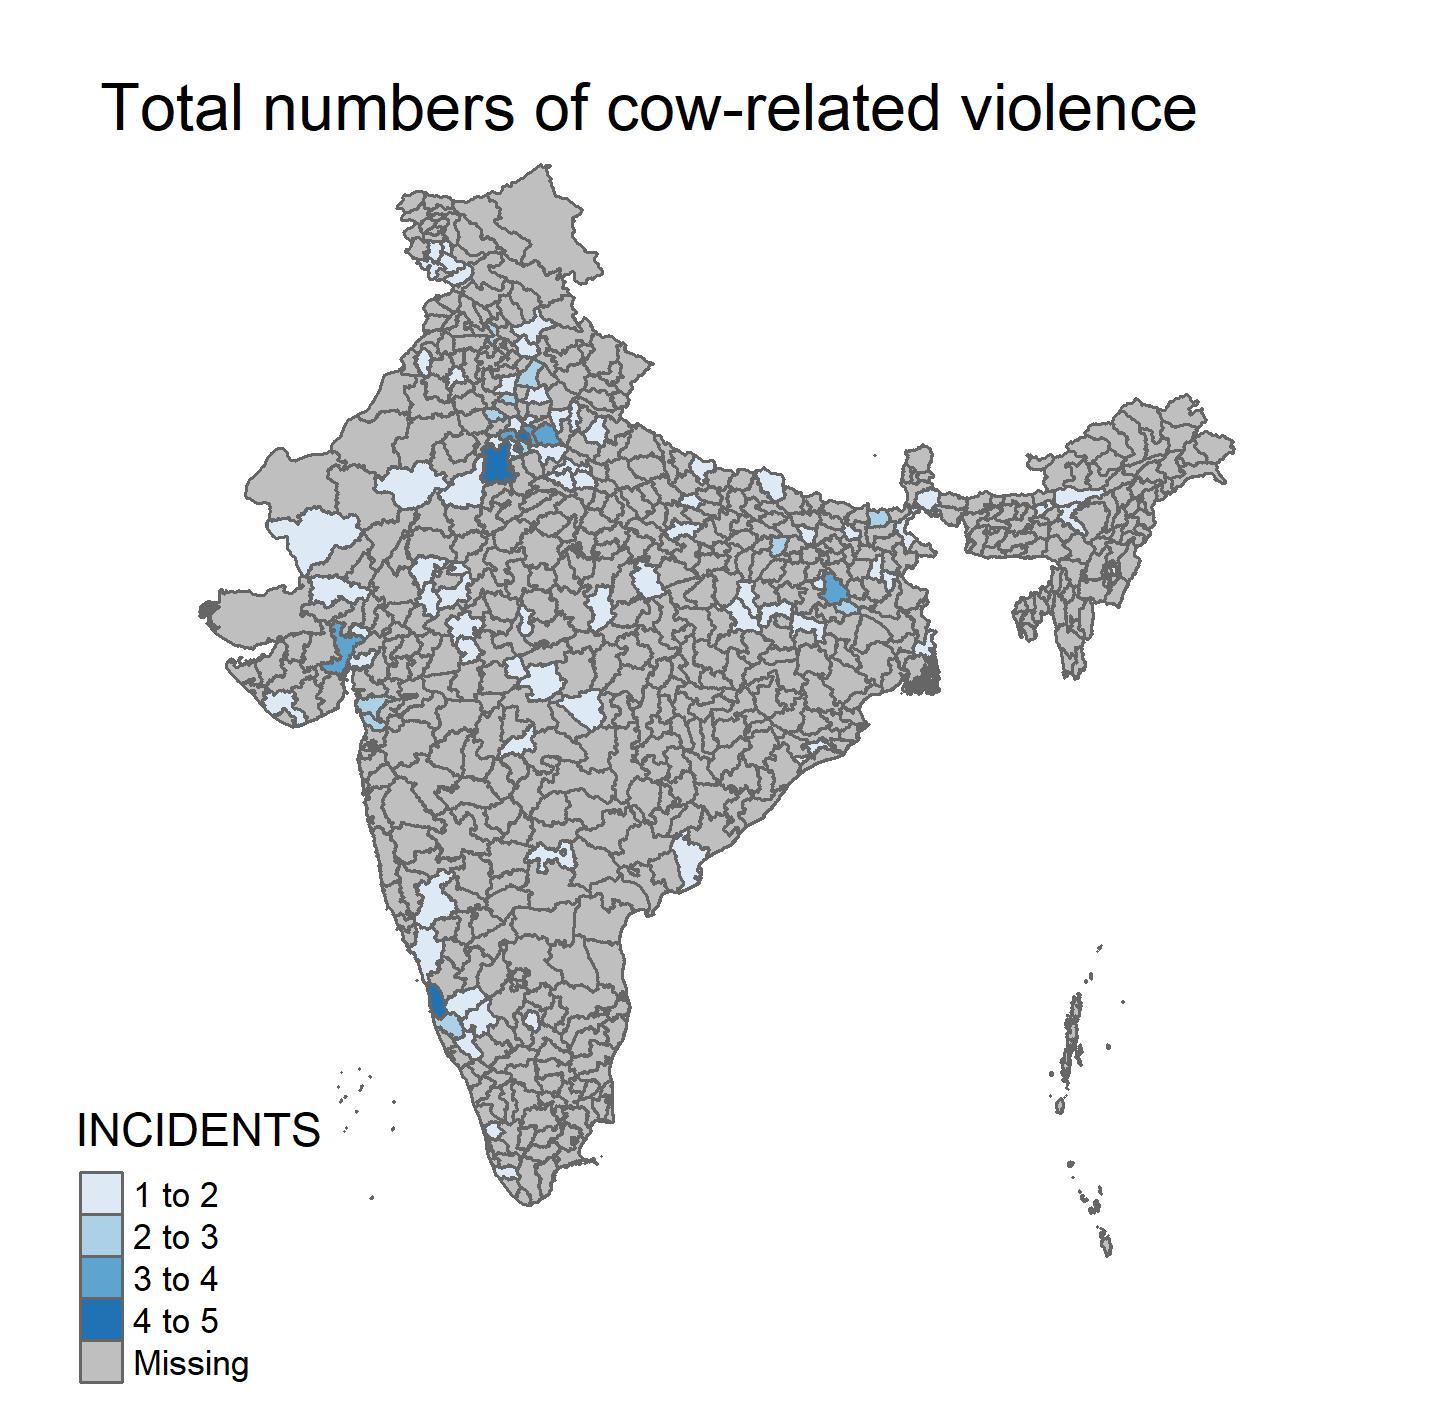 Total numbers of cow-related violence
INCIDENTS
1 to 2
2 to 3
3 to 4
4 to 5
Missing